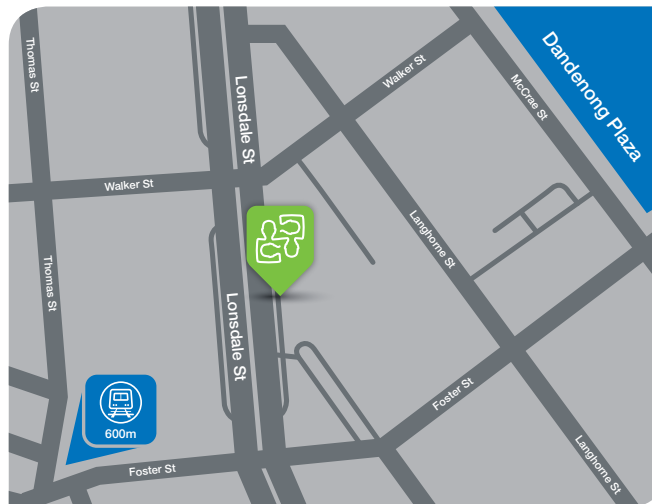 Thomas St
Lonsdale St
Walker St
McCrae St
Dandenong Plaza
Walker St
Langhorne St
Thomas St
Lonsdale St
600m
Foster St
Foster St
Langhorne St